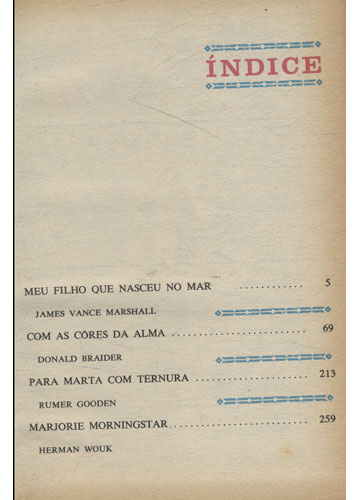 ÍNDICE
MEU FILHO QUE NASCEU NO MAR ............. 5
JAMES VANCE MARSHALL
COM AS CÔRES DA ALMA ......................... 69
DONALD BRAIDER
PARA MARTA COM TERNURA ..................... 213
RUMER GOODEN
MARJORIE MORNINGSTAR ......................... 259
HERMAN WOUK